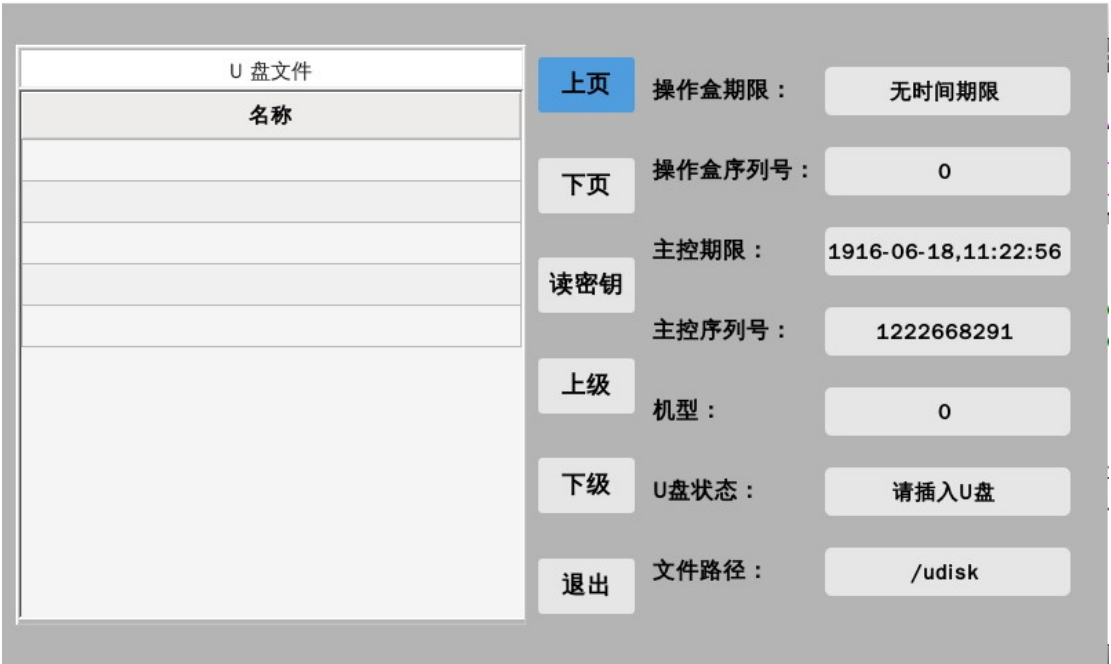 U 盘文件
名称
上页
下页
读密钥
上级
下级
退出
操作盒期限： 无时间期限
操作盒序列号： 0
主控期限： 1916-06-18,11:22:56
主控序列号： 1222668291
机型： 0
U盘状态： 请插入U盘
文件路径： /udisk